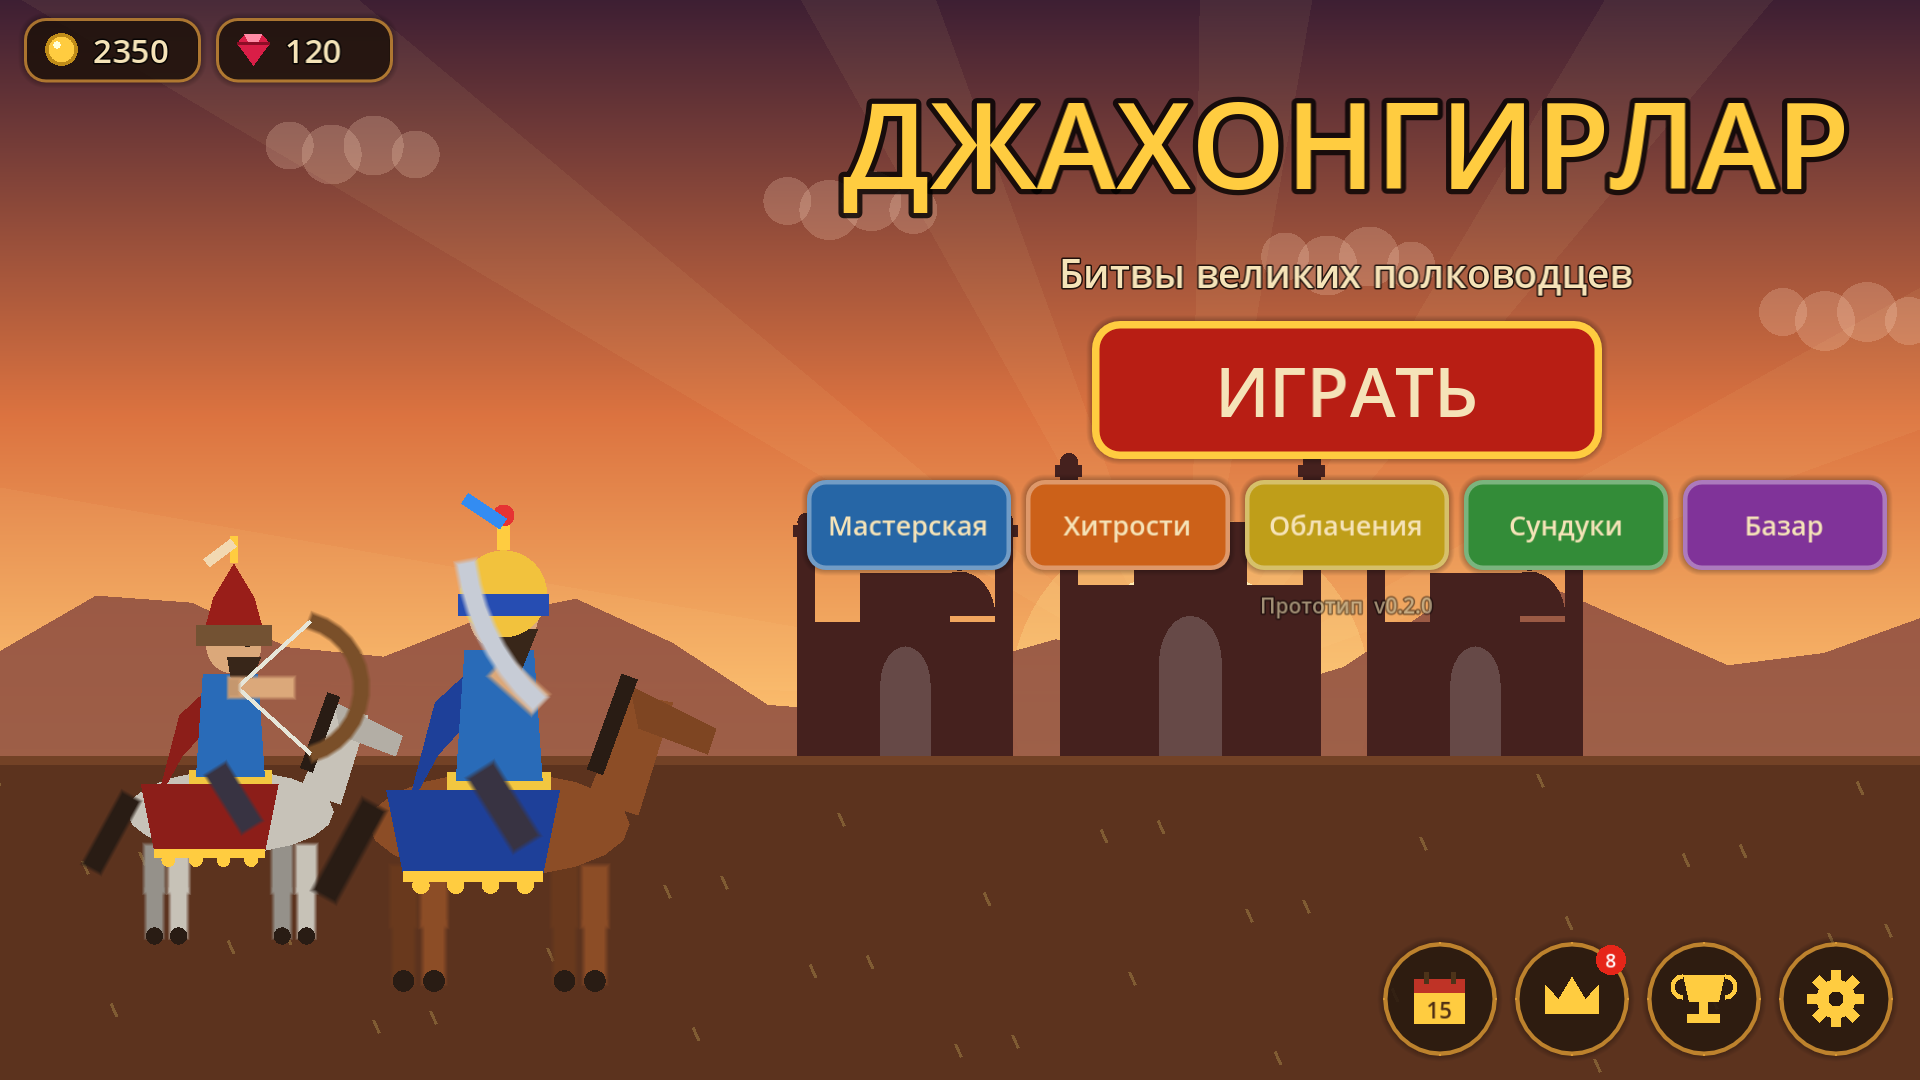 2350 120
ДЖАХОНГИРЛАР
Битвы великих полководцев
ИГРАТЬ
Мастерская Хитрости Облачения Сундуки Базар
Прототип v0.2.0
8
15